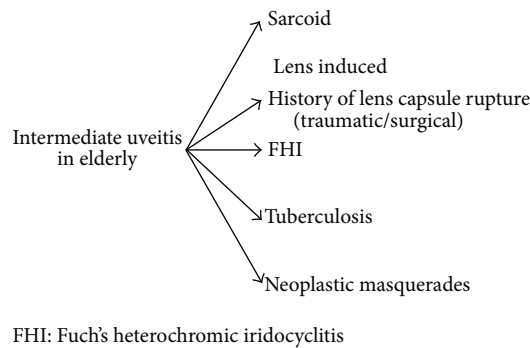 Sarcoid
Lens induced
History of lens capsule rupture
(traumatic/surgical)
Intermediate uveitis
in elderly
FHI
Tuberculosis
Neoplastic masquerades
FHI: Fuch's heterochromic iridocyclitis